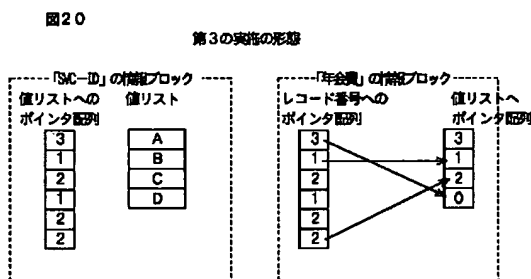 図20
第3の実施の形態
「SVC-ID」の情報ブロック
値リストへの
ポインタ配列
値リスト
3
1
2
1
2
2
A
B
C
D
「年会費」の情報ブロック
レコード番号への
ポインタ配列
値リストへ
ポインタ配列
3
1
2
1
2
2
3
1
2
0